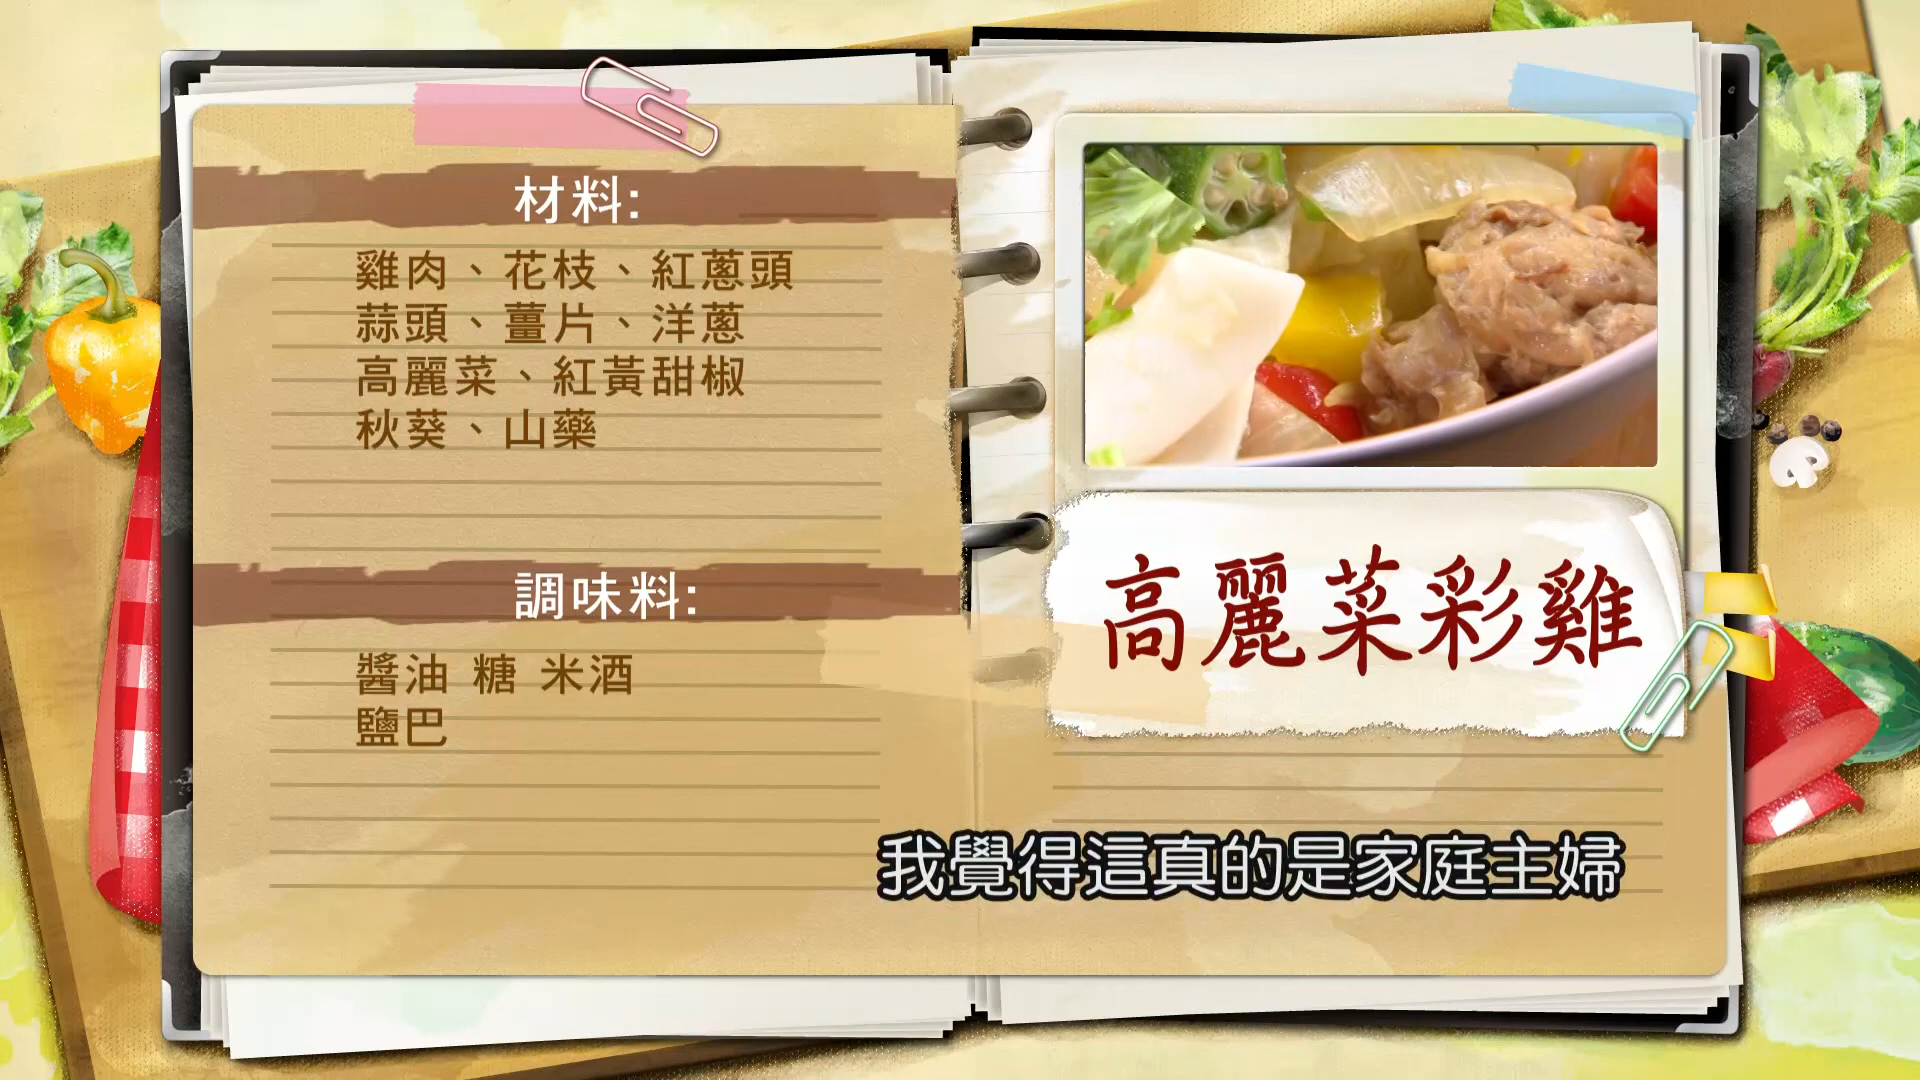 材料:
雞肉、花枝、紅蔥頭
蒜頭、薑片、洋蔥
高麗菜、紅黃甜椒
秋葵、山藥
調味料:
醬油 糖 米酒
鹽巴
高麗菜彩雞
我覺得這真的是家庭主婦